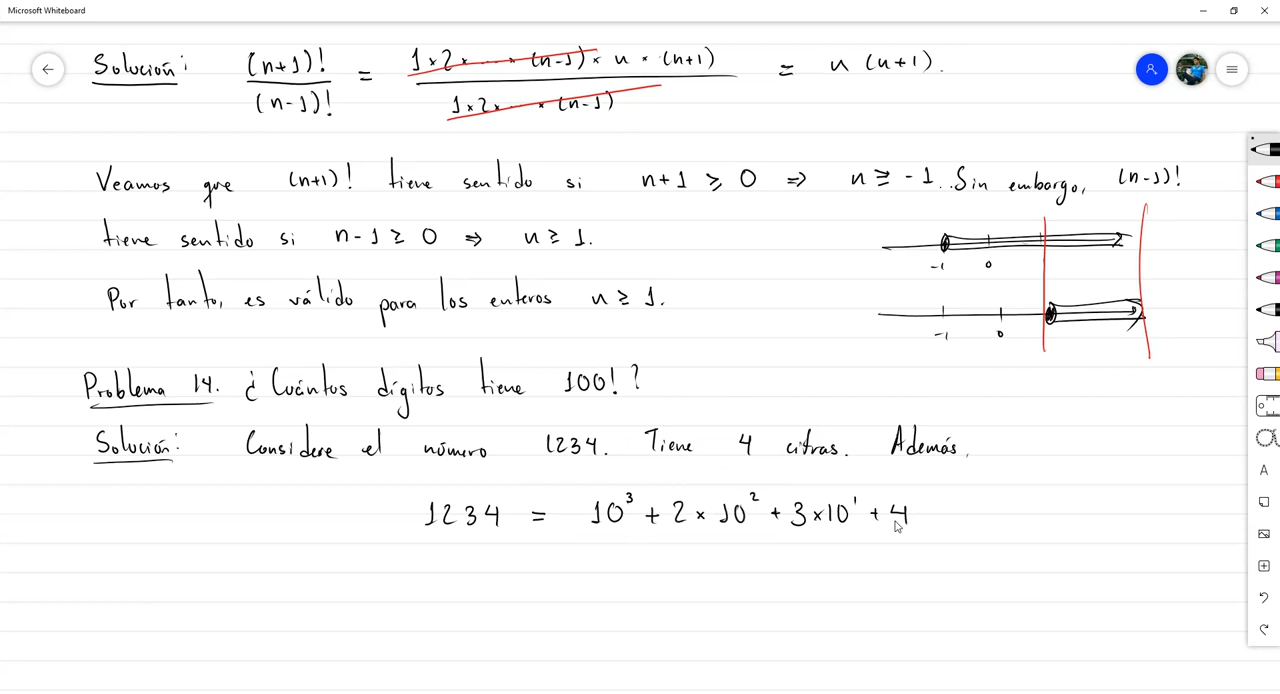 Microsoft Whiteboard
Solución: (n+1)! / (n-1)! = 1×2×...×(n-1)×n×(n+1) / 1×2×...×(n-1) = n (n+1).
Veamos que (n+1)! tiene sentido si n+1 ≥ 0 ⇒ n ≥ -1. Sin embargo, (n-1)!
tiene sentido si n-1 ≥ 0 ⇒ n ≥ 1.
-1 0
Por tanto, es válido para los enteros n ≥ 1.
-1 0
Problema 14. ¿Cuántos dígitos tiene 100!?
Solución: Considere el número 1234. Tiene 4 cifras. Además,
1234 = 10³ + 2×10² + 3×10¹ + 4
A